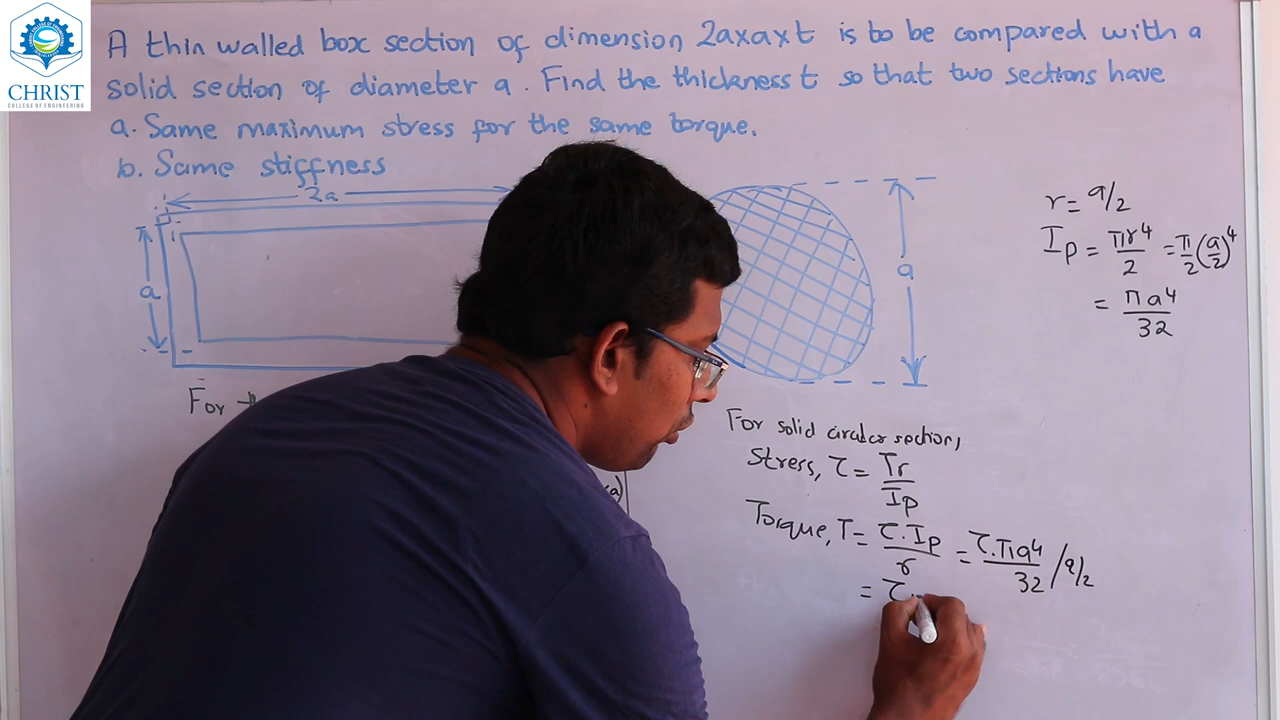 CHRIST
COLLEGE OF ENGINEERING
A thin walled box section of dimension 2axaxt is to be compared with a
solid section of diameter a. Find the thickness t so that two sections have
a. Same maximum stress for the same torque.
b. Same stiffness
2a
a
a
r = a/2
Ip = πr⁴/2 = π/2 (a/2)⁴
= πa⁴/32
For
a)
For solid circular section,
Stress, τ = Tr/Ip
Torque, T = τ.Ip/r = τ.πa⁴/32 / a/2
= τ.